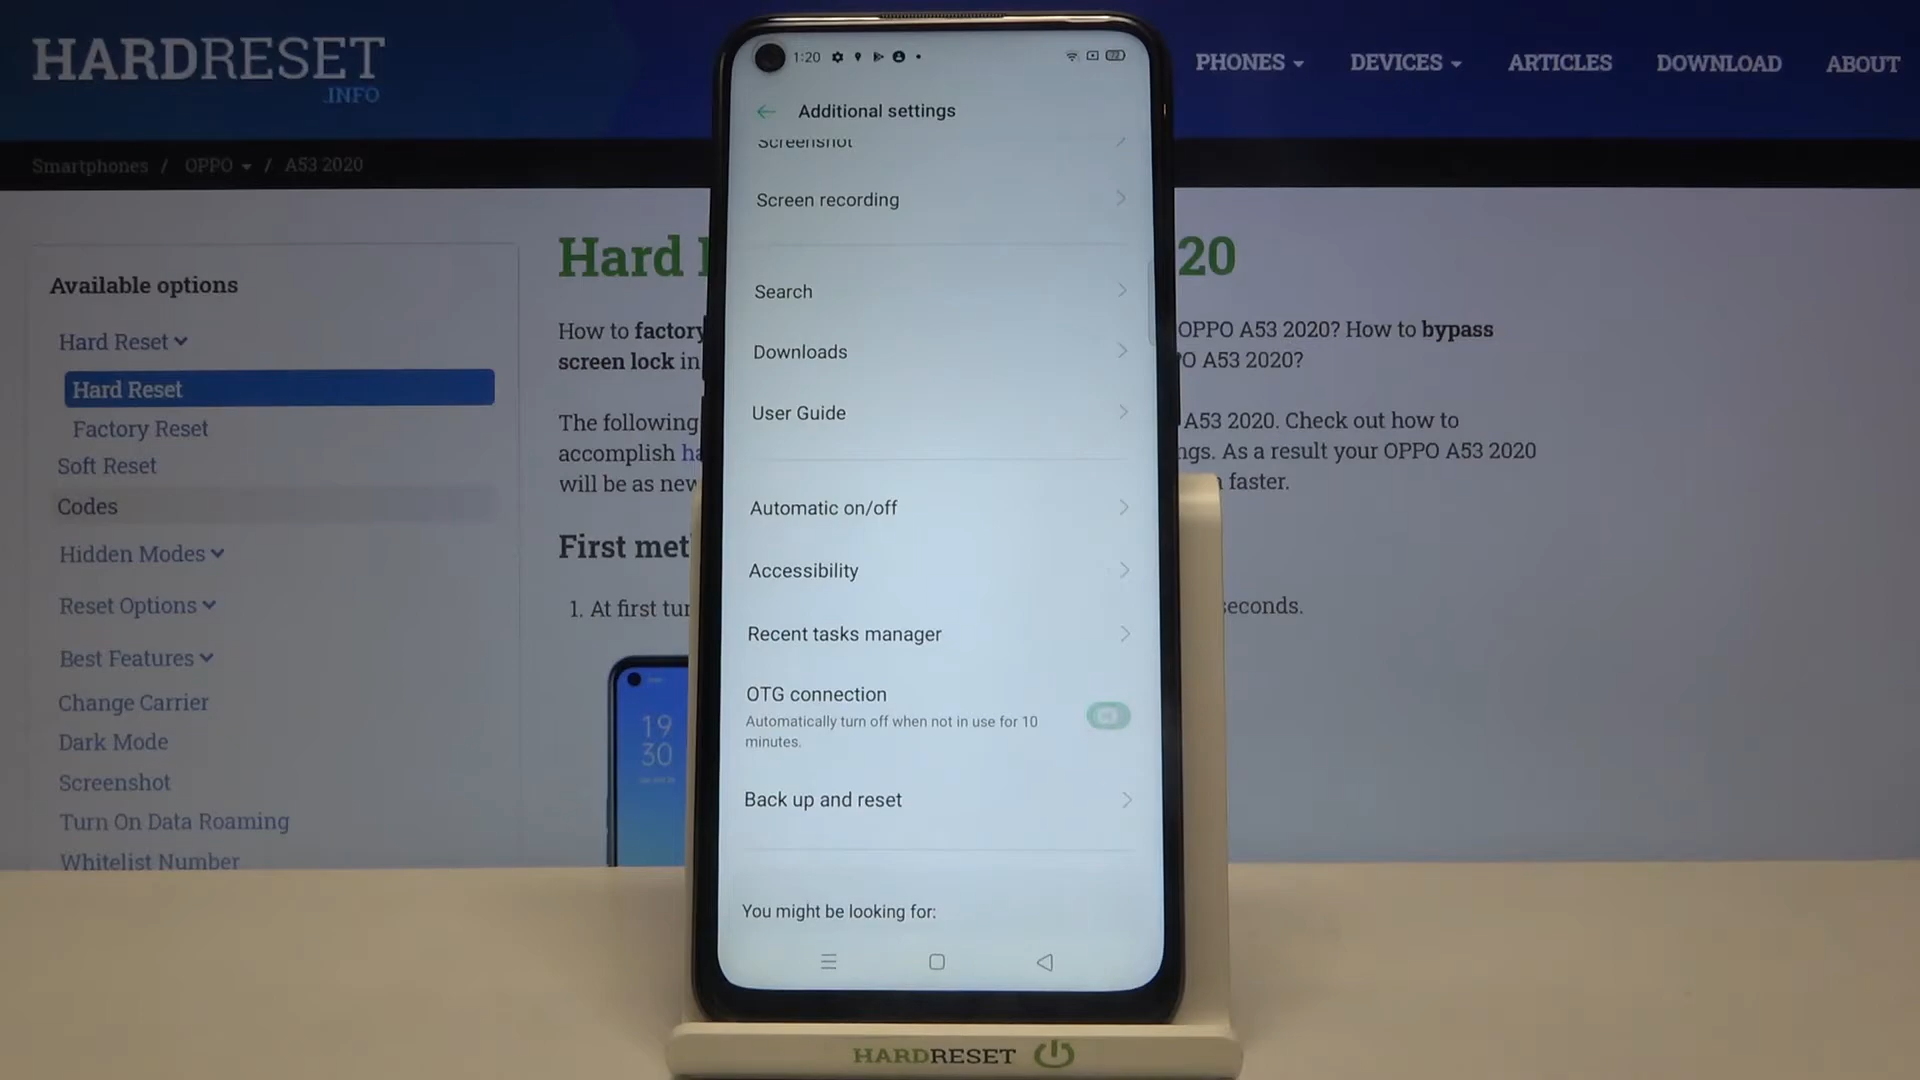 HARDRESET
.INFO
PHONES
DEVICES
ARTICLES
DOWNLOAD
ABOUT
Smartphones / OPPO / A53 2020
Available options
Hard Reset
Hard Reset
Factory Reset
Soft Reset
Codes
Hidden Modes
Reset Options
Best Features
Change Carrier
Dark Mode
Screenshot
Turn On Data Roaming
Whitelist Number
Hard
20
How to factory
OPPO A53 2020? How to bypass
screen lock in
A53 2020?
The following
A53 2020. Check out how to
accomplish
As a result your OPPO A53 2020
will be as new
faster.
First
1. At first
seconds.
19
30
1:20
Additional settings
Screenshot
Screen recording
Search
Downloads
User Guide
Automatic on/off
Accessibility
Recent tasks manager
OTG connection
Automatically turn off when not in use for 10
minutes.
Back up and reset
You might be looking for:
HARDRESET